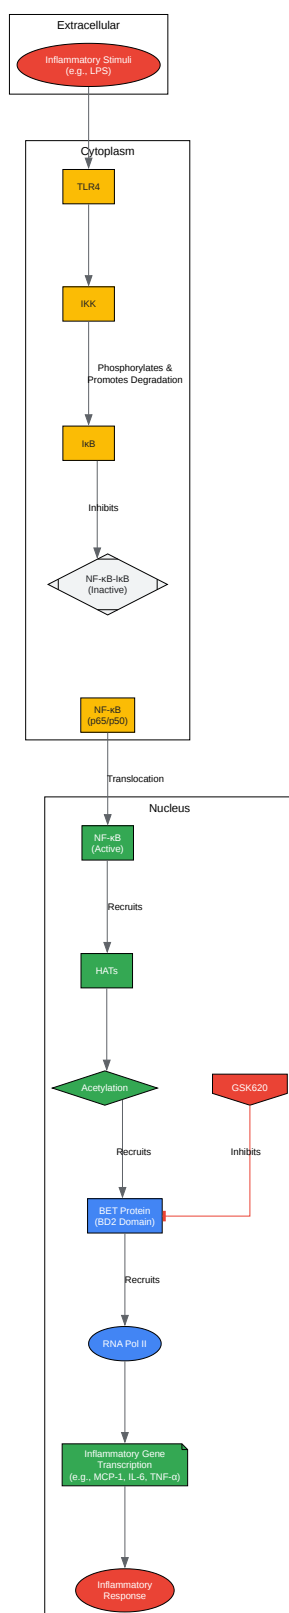 Extracellular
Inflammatory Stimuli
(e.g., LPS)
Cytoplasm
TLR4
IKK
Phosphorylates &
Promotes Degradation
IκB
Inhibits
NF-κB-IκB
(Inactive)
NF-κB
(p65/p50)
Translocation
Nucleus
NF-κB
(Active)
Recruits
HATs
Acetylation
GSK620
Recruits
Inhibits
BET Protein
(BD2 Domain)
Recruits
RNA Pol II
Inflammatory Gene
Transcription
(e.g., MCP-1, IL-6, TNF-α)
Inflammatory
Response